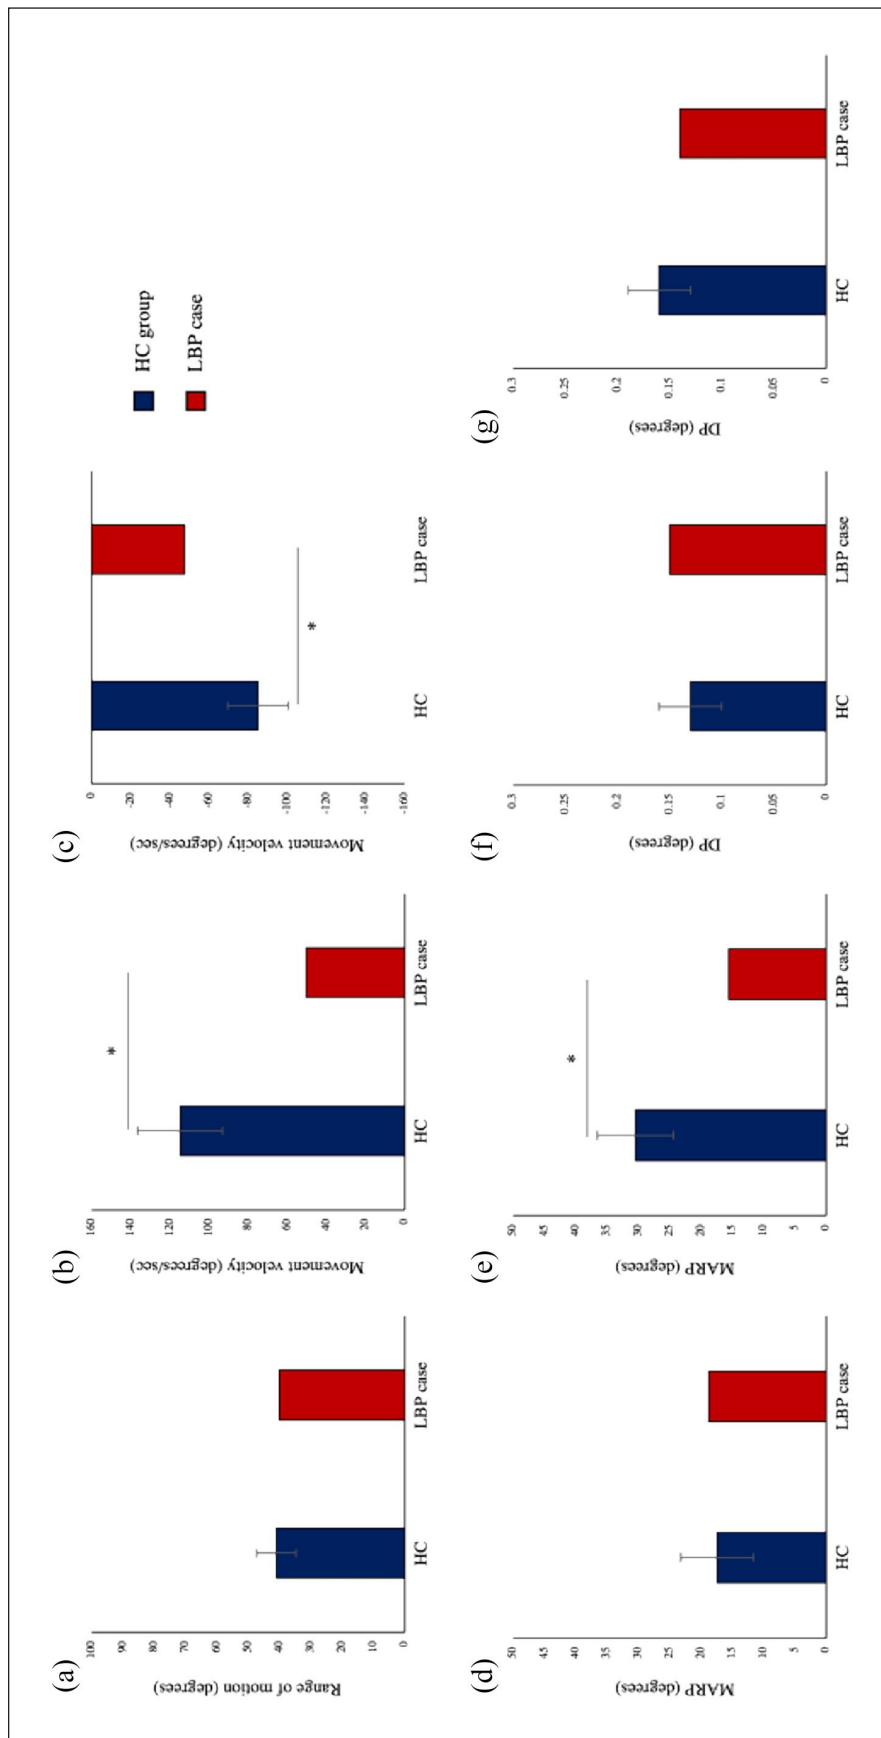 (a)
Range of motion (degrees)
100
90
80
70
60
50
40
30
20
10
0
HC
LBP case
(b)
Movement velocity (degrees/sec)
160
140
120
100
80
60
40
20
0
HC
LBP case
*
(c)
Movement velocity (degrees/sec)
0
-20
-40
-60
-80
-100
-120
-140
-160
HC
LBP case
*
HC group
LBP case
(d)
MARP (degrees)
50
45
40
35
30
25
20
15
10
5
0
HC
LBP case
(e)
MARP (degrees)
50
45
40
35
30
25
20
15
10
5
0
HC
LBP case
*
(f)
DP (degrees)
0.3
0.25
0.2
0.15
0.1
0.05
0
HC
LBP case
(g)
DP (degrees)
0.3
0.25
0.2
0.15
0.1
0.05
0
HC
LBP case